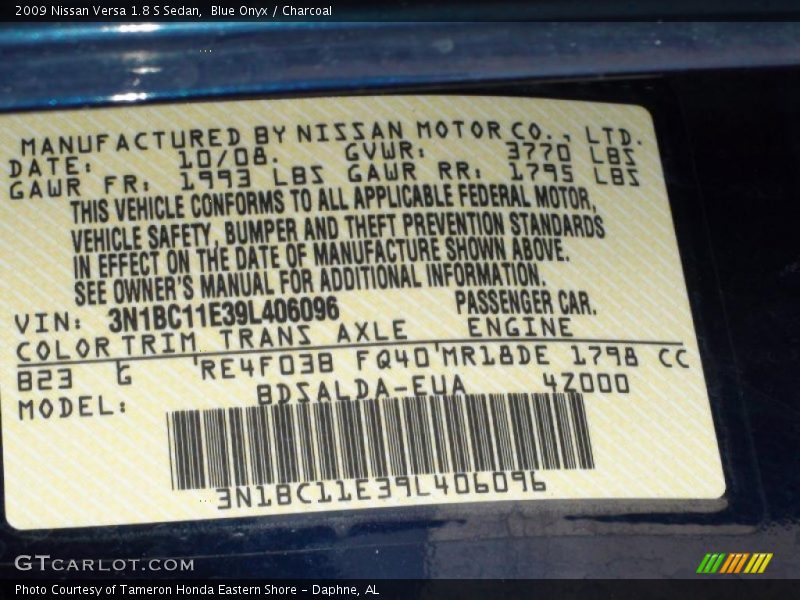 2009 Nissan Versa 1.8 S Sedan, Blue Onyx / Charcoal
MANUFACTURED BY NISSAN MOTOR CO., LTD.
DATE: 10/08. GVWR: 3770 LBS
GAWR FR: 1993 LBS GAWR RR: 1795 LBS
THIS VEHICLE CONFORMS TO ALL APPLICABLE FEDERAL MOTOR,
VEHICLE SAFETY, BUMPER AND THEFT PREVENTION STANDARDS
IN EFFECT ON THE DATE OF MANUFACTURE SHOWN ABOVE.
SEE OWNER'S MANUAL FOR ADDITIONAL INFORMATION.
VIN: 3N1BC11E39L406096 PASSENGER CAR.
COLOR TRIM TRANS AXLE ENGINE
B23 G RE4F03B FQ40 MR18DE 1798 CC
MODEL: BDSALDA-EUA 4Z000
3N1BC11E39L406096
GTCARLOT.COM
Photo Courtesy of Tameron Honda Eastern Shore - Daphne, AL